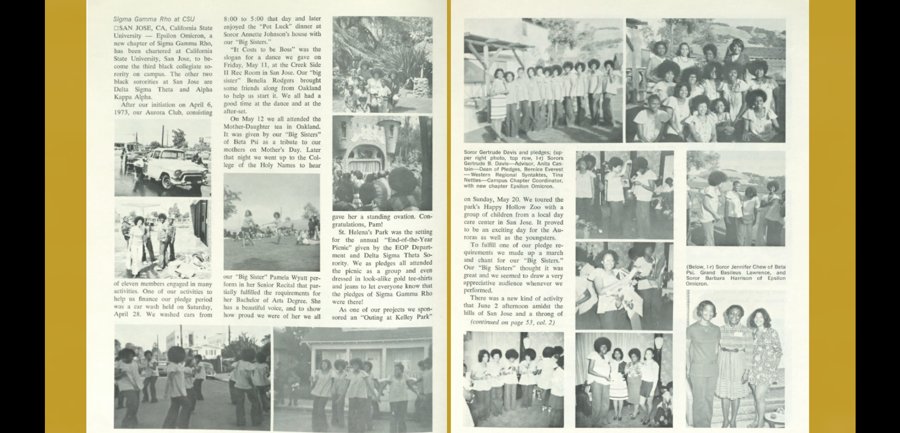 Sigma Gamma Rho at CSU
□SAN JOSE, CA, California State
University — Epsilon Omicron, a
new chapter of Sigma Gamma Rho,
has been chartered at California
State University, San Jose, to be-
come the third black collegiate so-
rority on campus. The other two
black sororities at San Jose are
Delta Sigma Theta and Alpha
Kappa Alpha.
After our initiation on April 6,
1973, our Aurora Club, consisting
of eleven members engaged in many
activities. One of our activities to
help us finance our pledge period
was a car wash held on Saturday,
April 28. We washed cars from
8:00 to 5:00 that day and later
enjoyed the "Pot Luck" dinner at
Soror Annette Johnson's house with
our "Big Sisters."
"It Costs to be Boss" was the
slogan for a dance we gave on
Friday, May 11, at the Creek Side
II Rec Room in San Jose. Our "big
sister" Benelia Rodgers brought
some friends along from Oakland
to help us start it. We all had a
good time at the dance and at the
after-set.
On May 12 we all attended the
Mother-Daughter tea in Oakland.
It was given by our "Big Sisters"
of Beta Psi as a tribute to our
mothers on Mother's Day. Later
that night we went up to the Col-
lege of the Holy Names to hear
our "Big Sister" Pamela Wyatt per-
form in her Senior Recital that par-
tially fulfilled the requirements for
her Bachelor of Arts Degree. She
has a beautiful voice, and to show
how proud we were of her we all
gave her a standing ovation. Con-
gratulations, Pam!
St. Helena's Park was the setting
for the annual "End-of-the-Year
Picnic" given by the EOP Depart-
ment and Delta Sigma Theta So-
rority. We as pledges all attended
the picnic as a group and even
dressed in look-alike gold tee-shirts
and jeans to let everyone know that
the pledges of Sigma Gamma Rho
were there!
As one of our projects we spon-
sored an "Outing at Kelley Park"
Soror Gertrude Davis and pledges; (up-
per right photo, top row, l-r) Sorors
Gertrude B. Davis—Advisor, Anita Cas-
tain—Dean of Pledges, Bernice Everest
—Western Regional Syntaktes, Tina
Nettles—Campus Chapter Coordinator,
with new chapter Epsilon Omicron.
on Sunday, May 20. We toured the
park's Happy Hollow Zoo with a
group of children from a local day
care center in San Jose. It proved
to be an exciting day for the Au-
roras as well as the youngsters.
To fulfill one of our pledge re-
quirements we made up a march
and chant for our "Big Sisters."
Our "Big Sisters" thought it was
great and we seemed to draw a very
appreciative audience whenever we
performed.
There was a new kind of activity
that June 2 afternoon amidst the
hills of San Jose and a throng of
(continued on page 53, col. 2)
(Below, l-r) Soror Jennifer Chew of Beta
Psi, Grand Basileus Lawrence, and
Soror Barbara Harrison of Epsilon
Omicron.